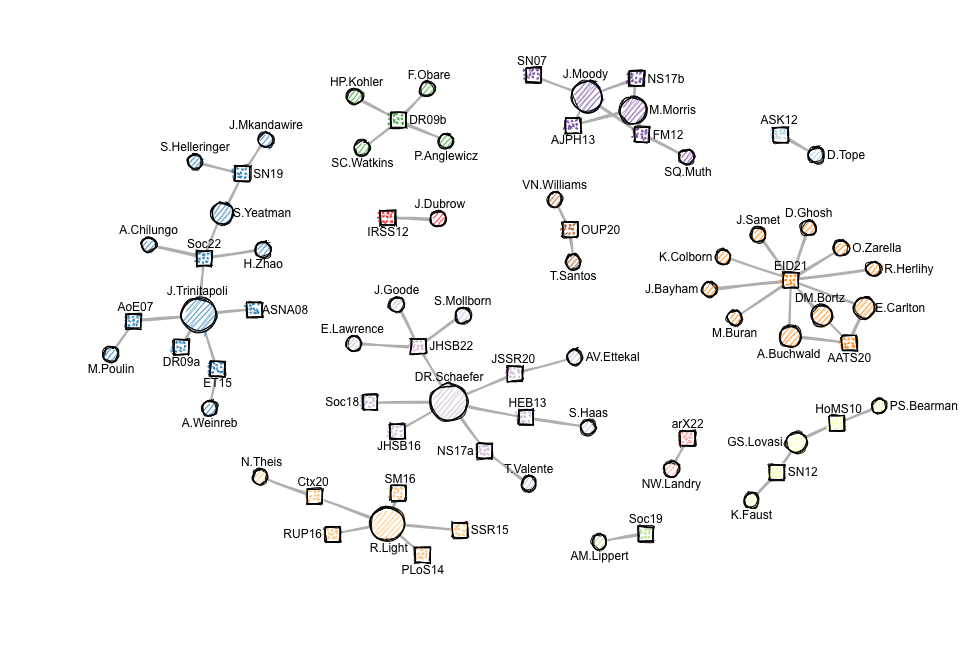 SN07
J.Moody
NS17b
M.Morris
AJPH13
FM12
SQ.Muth
HP.Kohler
F.Obare
DR09b
SC.Watkins
P.Anglewicz
ASK12
D.Tope
J.Mkandawire
S.Helleringer
SN19
S.Yeatman
A.Chilungo
Soc22
H.Zhao
J.Trinitapoli
AoE07
ASNA08
M.Poulin
DR09a
ET15
A.Weinreb
J.Dubrow
IRSS12
VN.Williams
OUP20
T.Santos
J.Samet
D.Ghosh
K.Colborn
O.Zarella
EID21
R.Herlihy
J.Bayham
DM.Bortz
E.Carlton
M.Buran
A.Buchwald
AATS20
J.Goode
S.Mollborn
E.Lawrence
JHSB22
JSSR20
AV.Ettekal
DR.Schaefer
Soc18
HEB13
S.Haas
JHSB16
NS17a
T.Valente
HoMS10
PS.Bearman
GS.Lovasi
SN12
K.Faust
arX22
NW.Landry
N.Theis
Ctx20
SM16
RUP16
SSR15
R.Light
PLoS14
Soc19
AM.Lippert